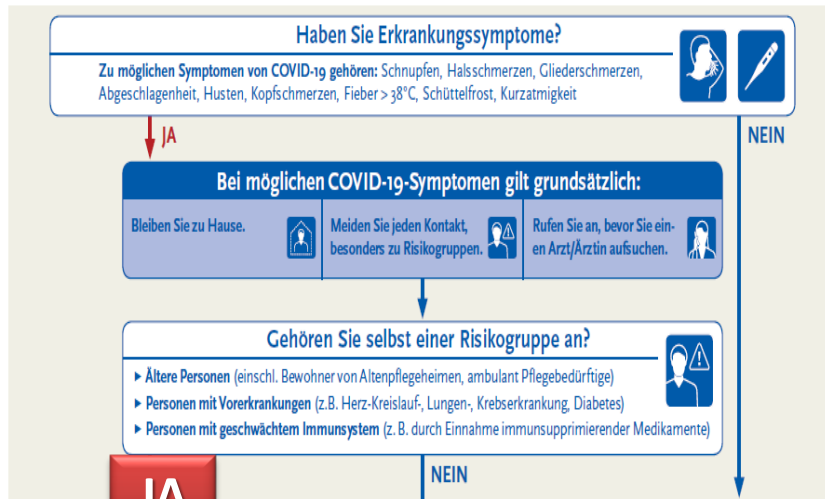 Haben Sie Erkrankungssymptome?
Zu möglichen Symptomen von COVID-19 gehören: Schnupfen, Halsschmerzen, Gliederschmerzen,
Abgeschlagenheit, Husten, Kopfschmerzen, Fieber > 38°C, Schüttelfrost, Kurzatmigkeit
JA
NEIN
Bei möglichen COVID-19-Symptomen gilt grundsätzlich:
Bleiben Sie zu Hause.
Meiden Sie jeden Kontakt,
besonders zu Risikogruppen.
Rufen Sie an, bevor Sie ein-
en Arzt/Ärztin aufsuchen.
Gehören Sie selbst einer Risikogruppe an?
▸ Ältere Personen (einschl. Bewohner von Altenpflegeheimen, ambulant Pflegebedürftige)
▸ Personen mit Vorerkrankungen (z.B. Herz-Kreislauf-, Lungen-, Krebserkrankung, Diabetes)
▸ Personen mit geschwächtem Immunsystem (z. B. durch Einnahme immunsupprimierender Medikamente)
JA
NEIN